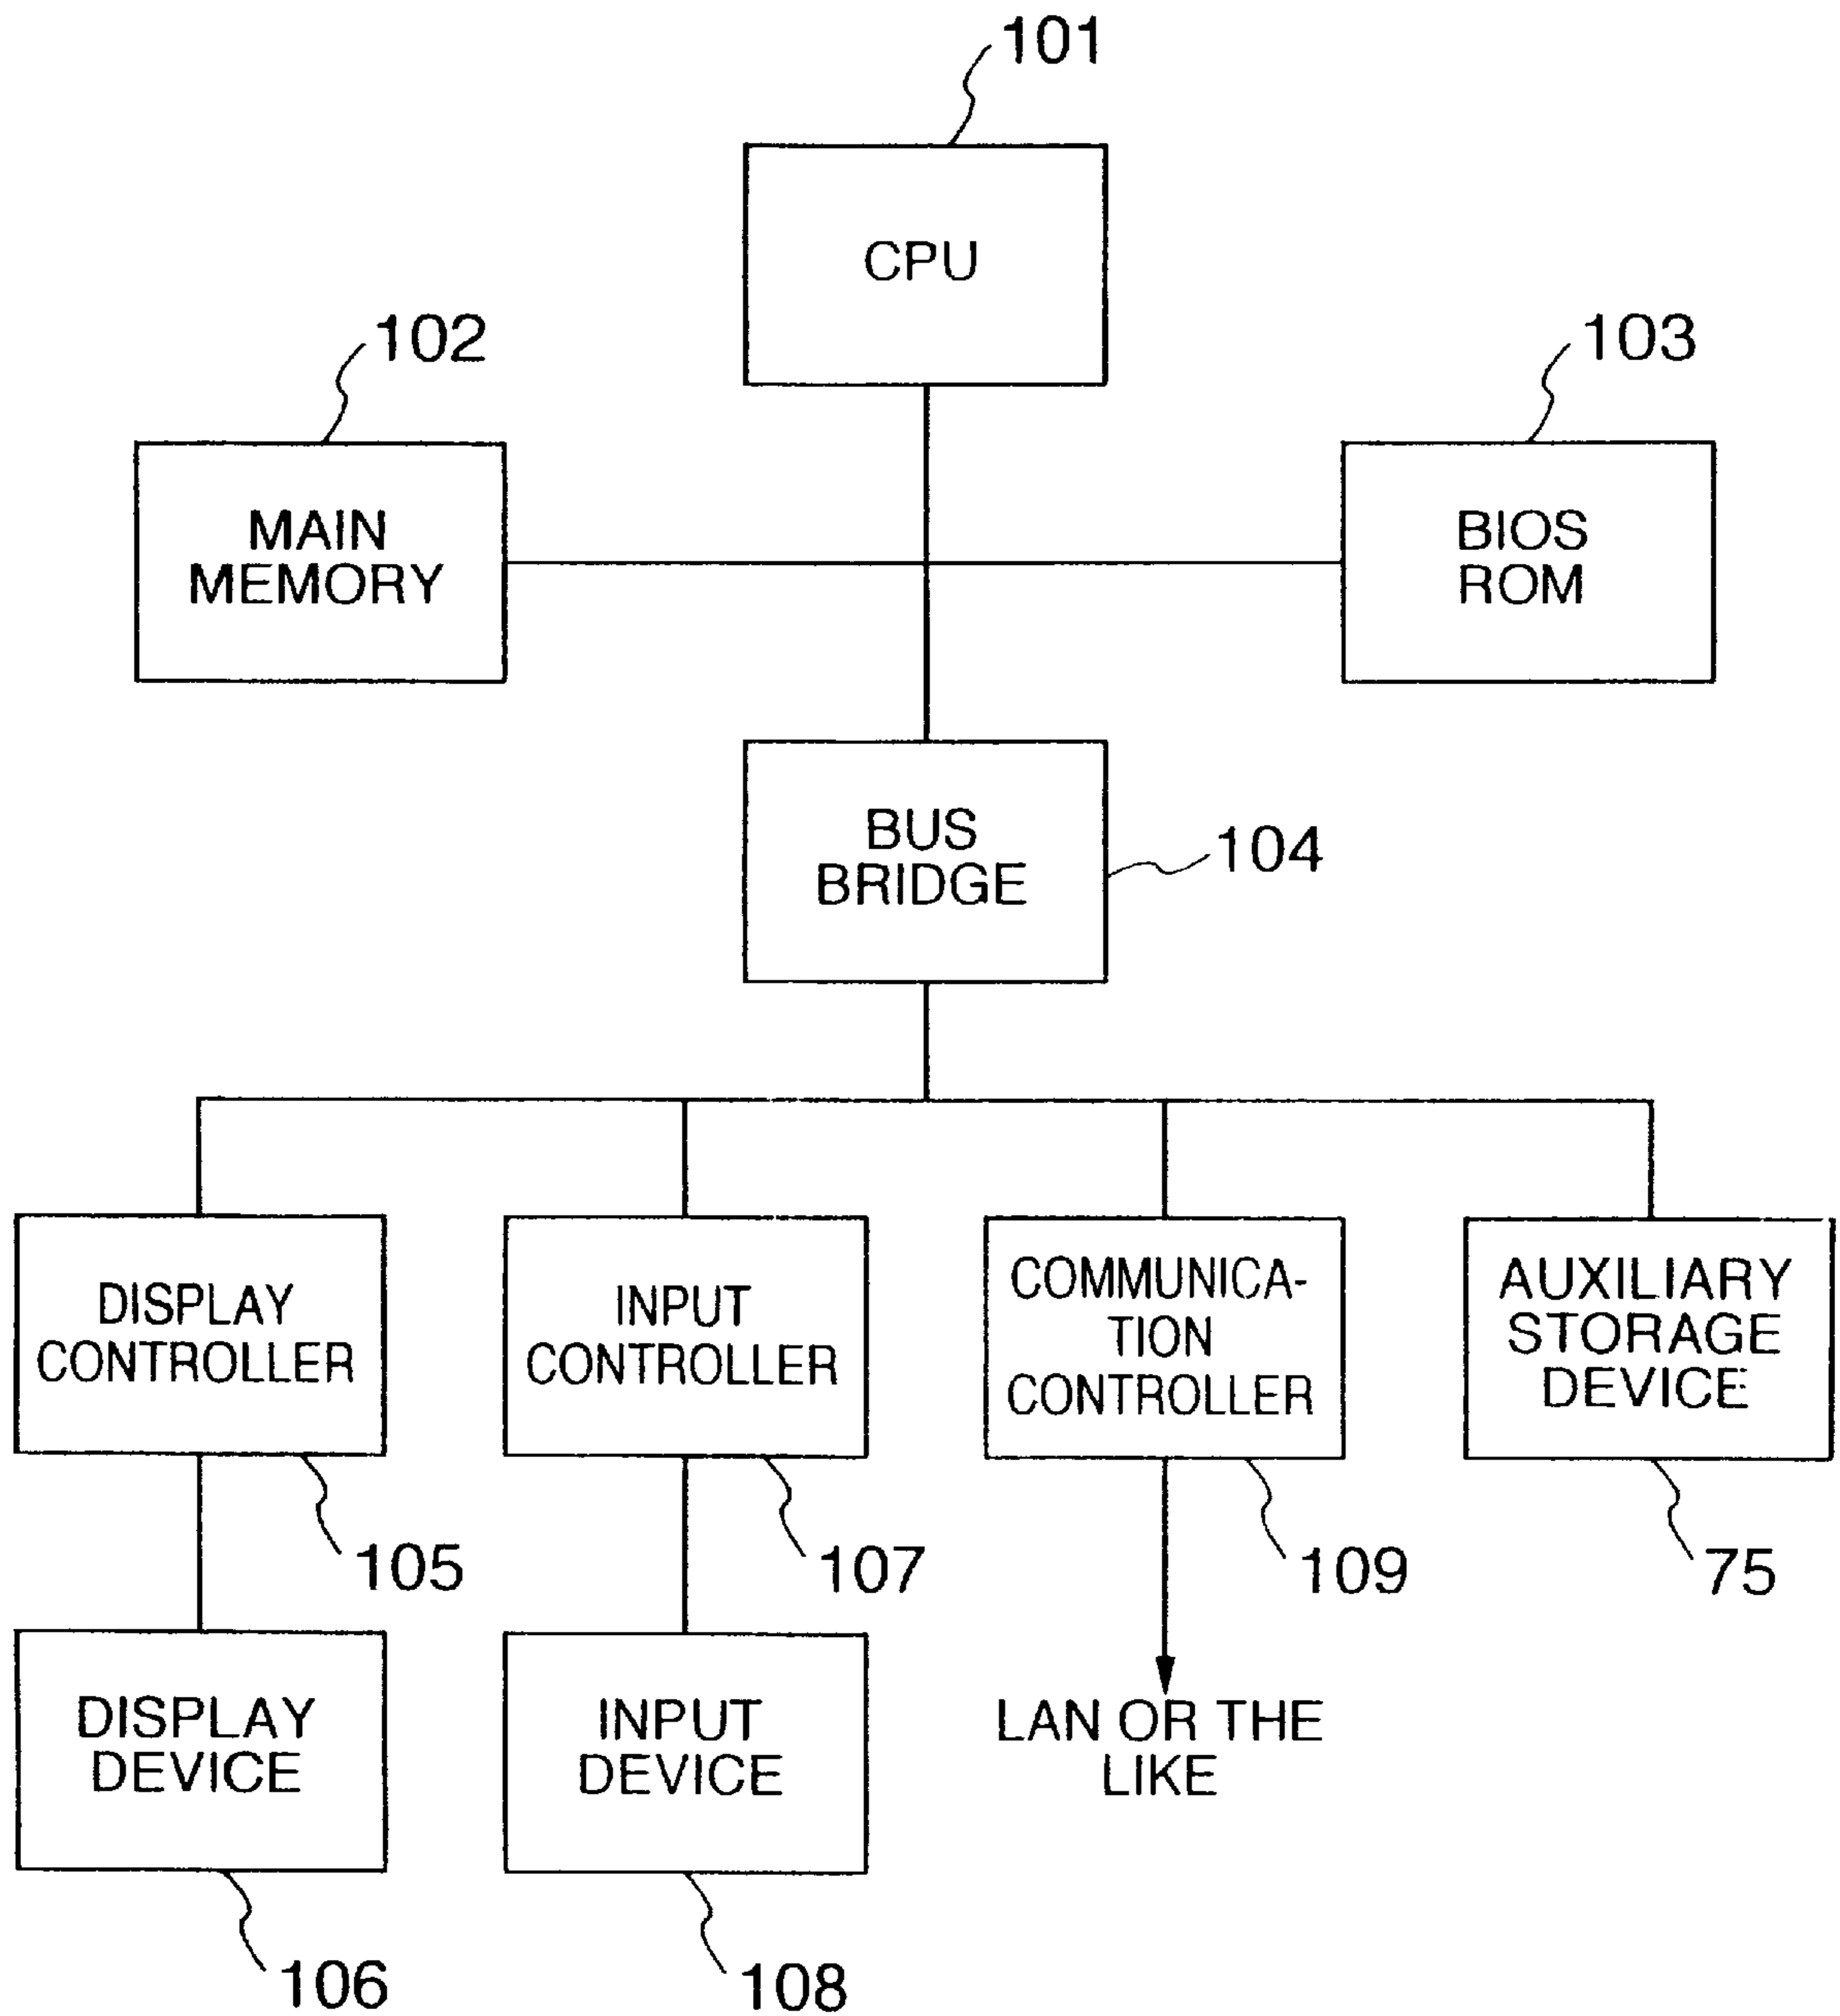 101
CPU
102
MAIN
MEMORY
103
BIOS
ROM
BUS
BRIDGE
104
DISPLAY
CONTROLLER
105
INPUT
CONTROLLER
107
COMMUNICA-
TION
CONTROLLER
109
AUXILIARY
STORAGE
DEVICE
75
DISPLAY
DEVICE
106
INPUT
DEVICE
108
LAN OR THE
LIKE